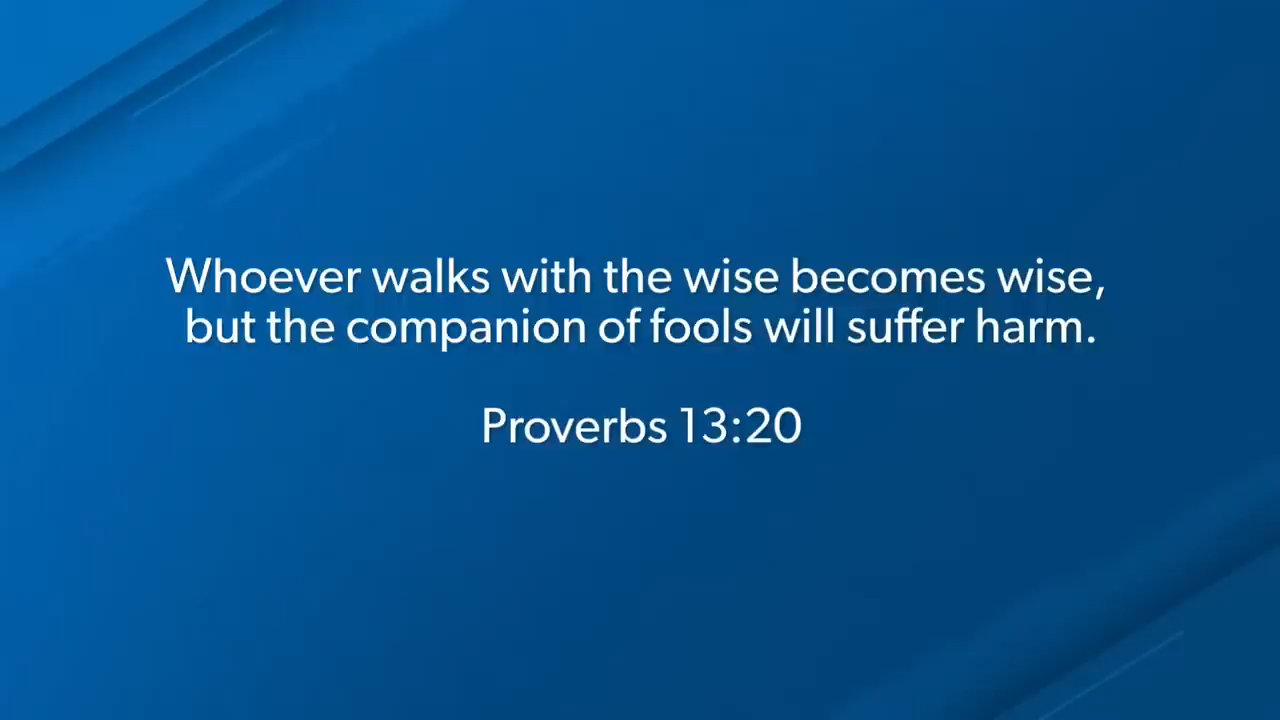 Whoever walks with the wise becomes wise,
but the companion of fools will suffer harm.
Proverbs 13:20